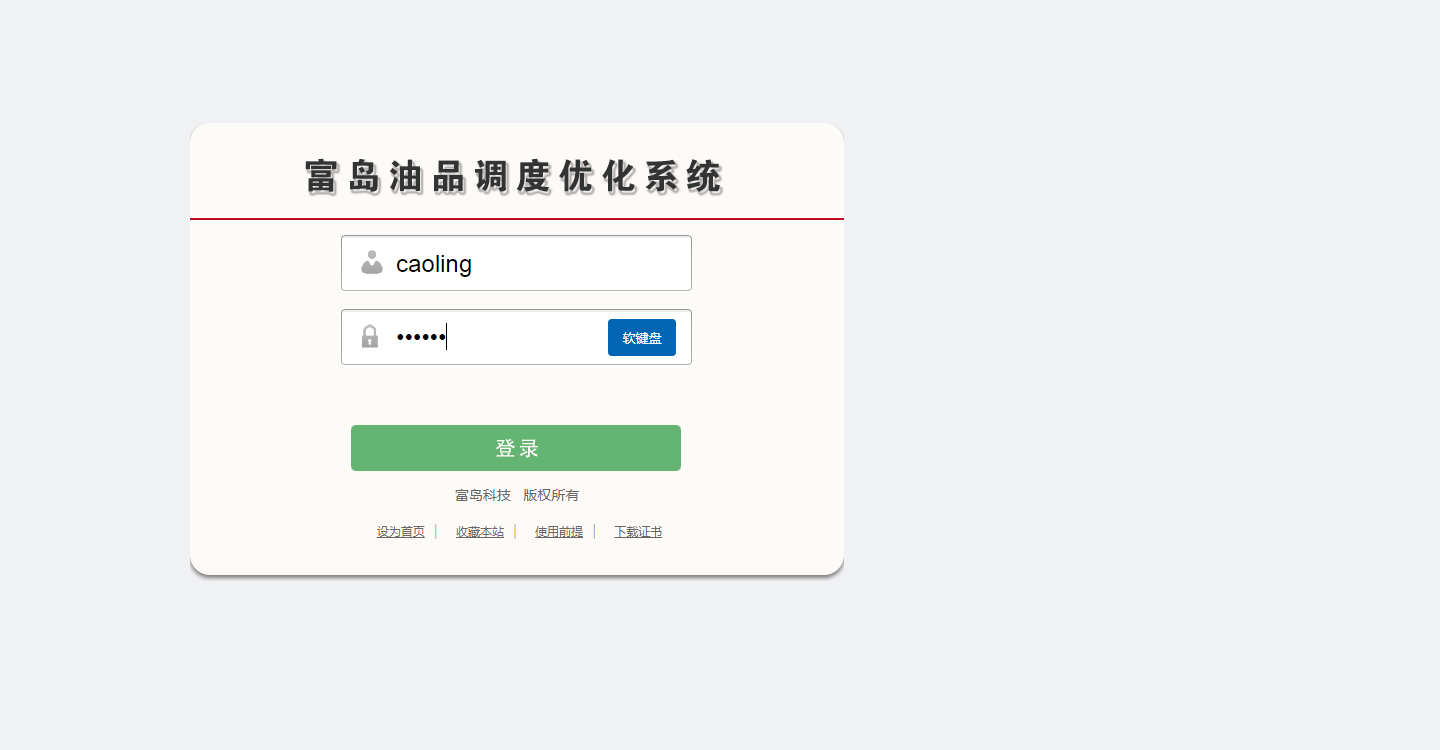 富岛油品调度优化系统
caoling
••••••
软键盘
登录
富岛科技 版权所有
设为首页 | 收藏本站 | 使用前提 | 下载证书